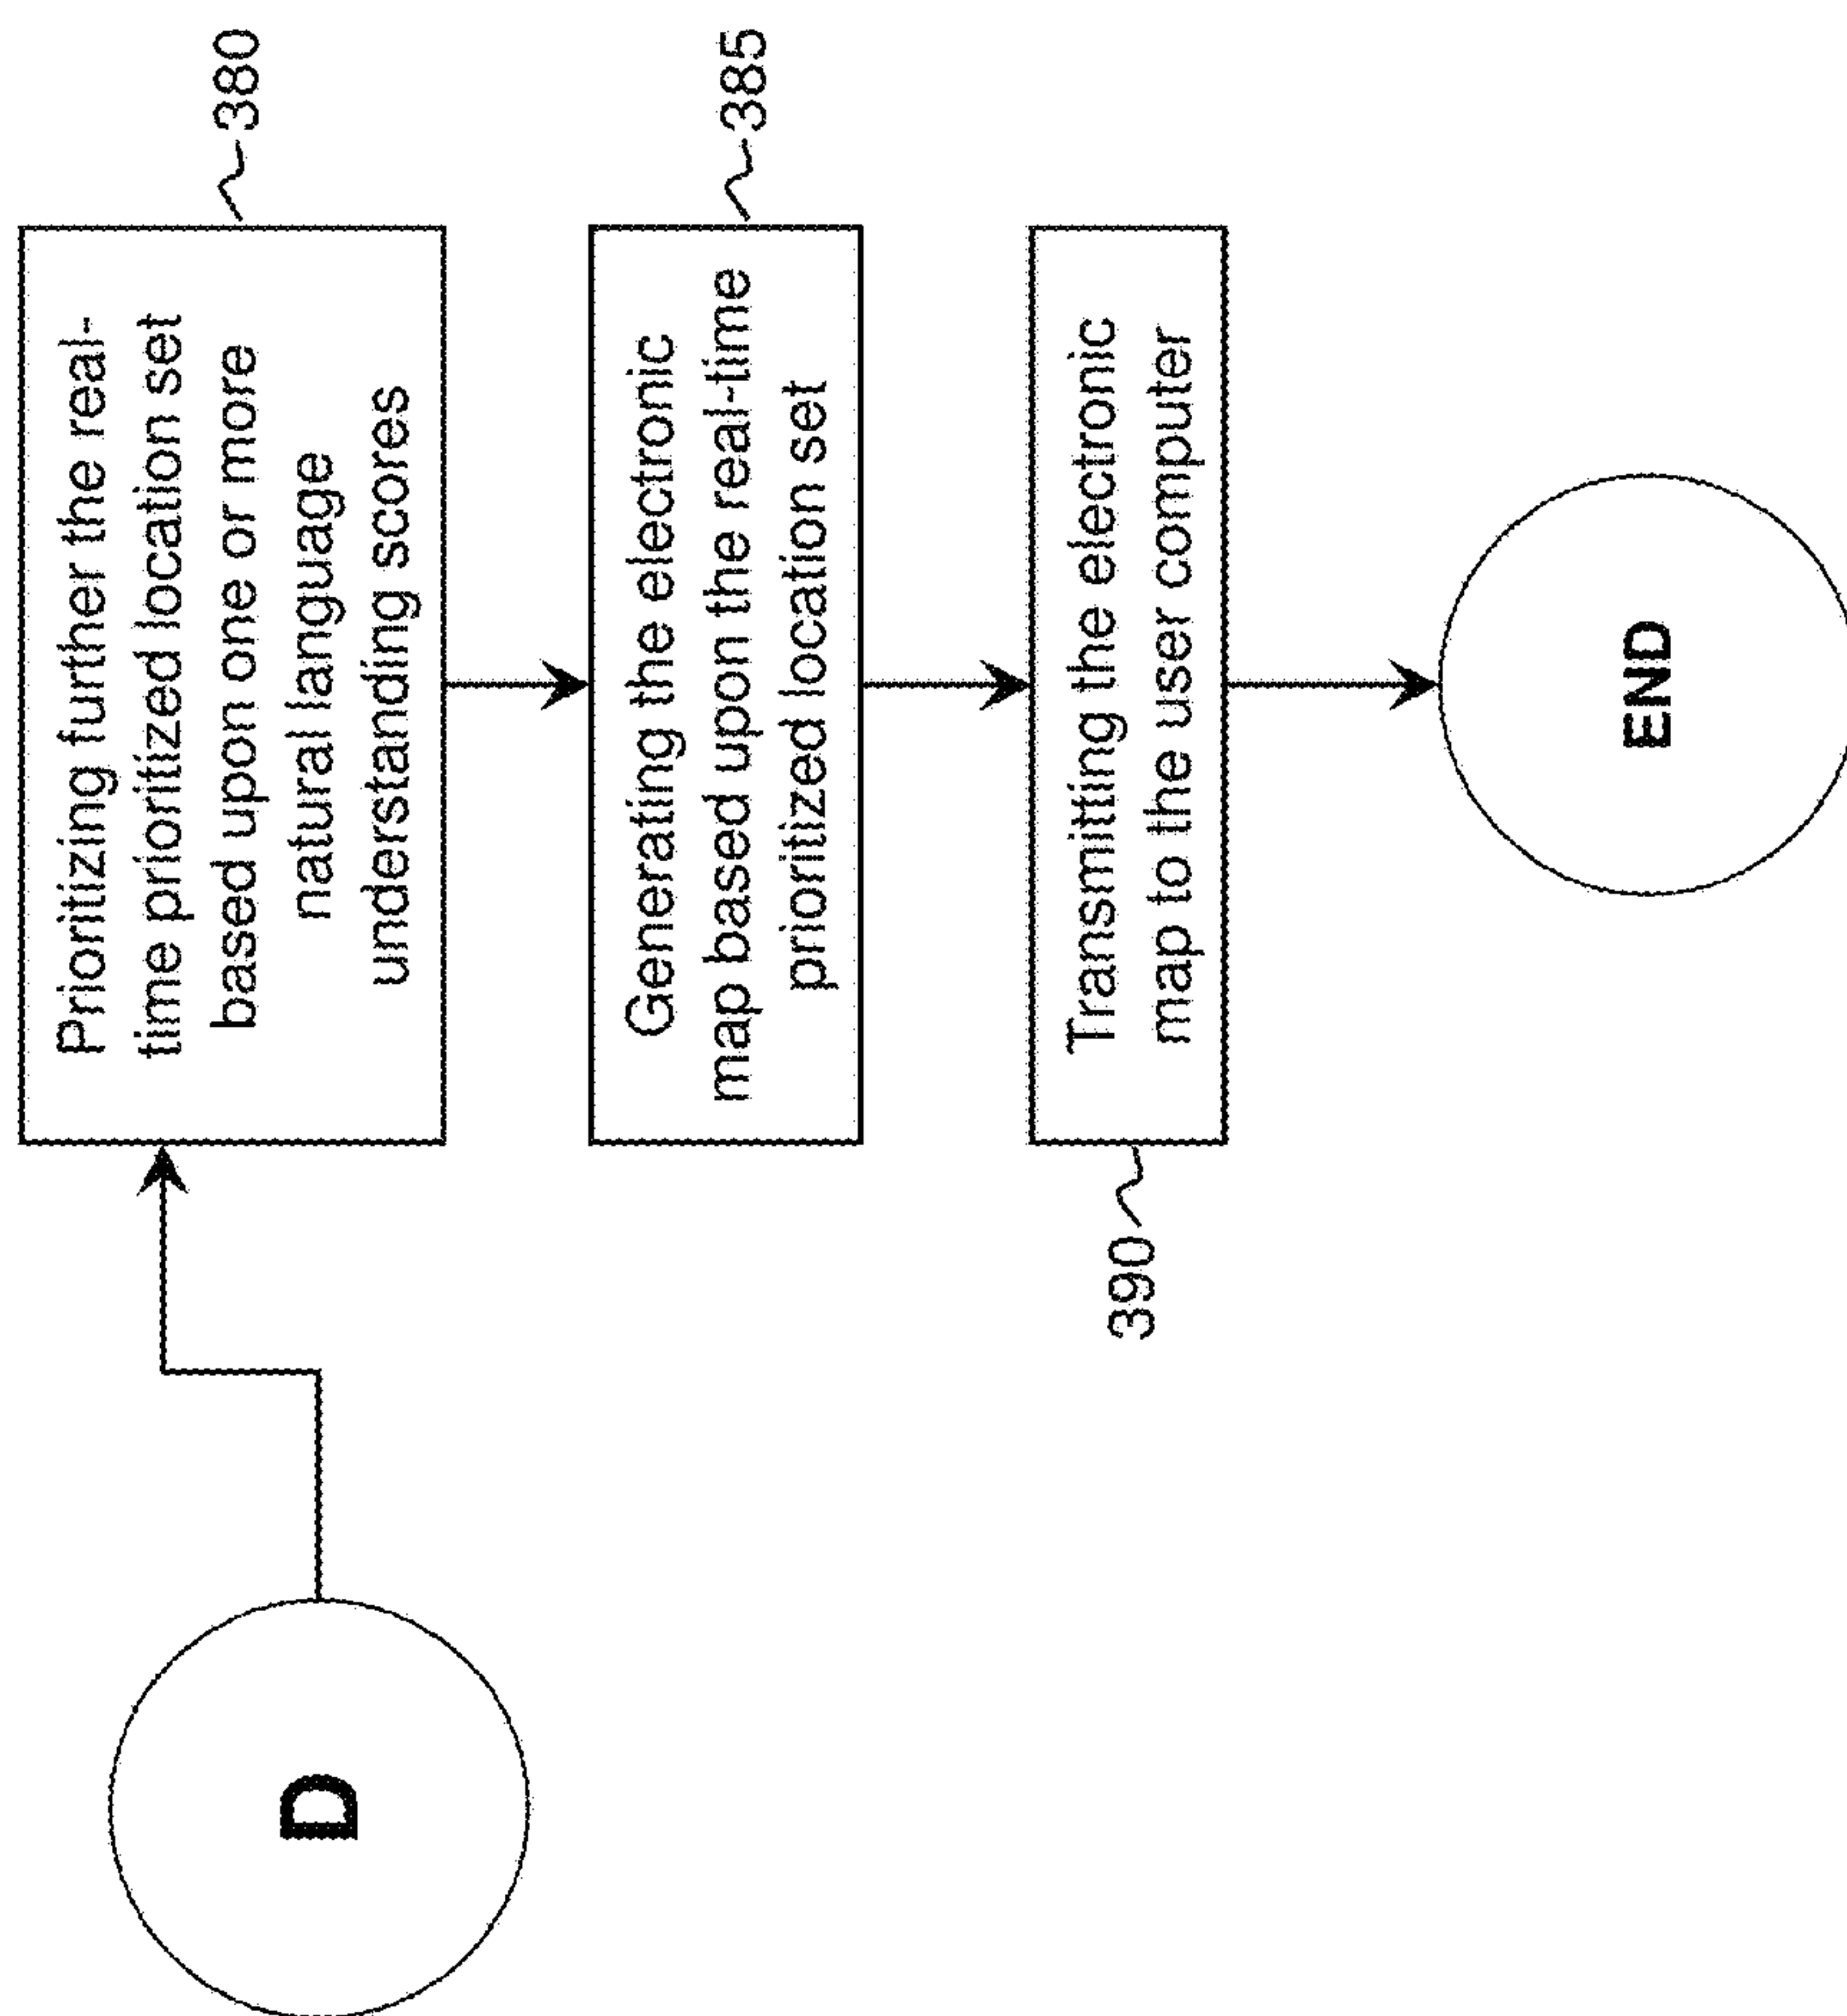 D
Prioritizing further the real-
time prioritized location set
based upon one or more
natural language
understanding scores
380
Generating the electronic
map based upon the real-time
prioritized location set
385
Transmitting the electronic
map to the user computer
390
END